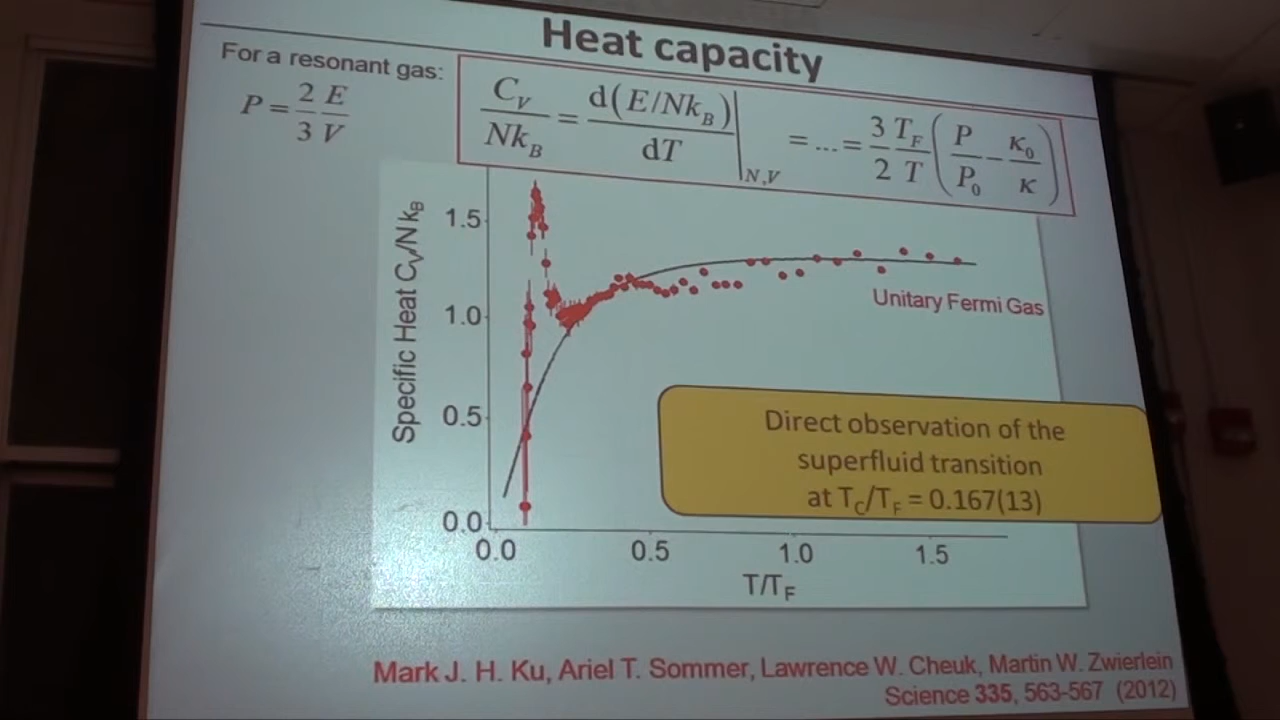 Heat capacity
For a resonant gas:
P = 2/3 E/V
C_V/Nk_B = d(E/Nk_B)/dT |_N,V = ... = 3/2 T_F/T (P/P_0 − κ_0/κ)
Specific Heat C_V/Nk_B
1.5
1.0
0.5
0.0
0.0 0.5 1.0 1.5
T/T_F
Unitary Fermi Gas
Direct observation of the
superfluid transition
at T_C/T_F = 0.167(13)
Mark J. H. Ku, Ariel T. Sommer, Lawrence W. Cheuk, Martin W. Zwierlein
Science 335, 563-567 (2012)